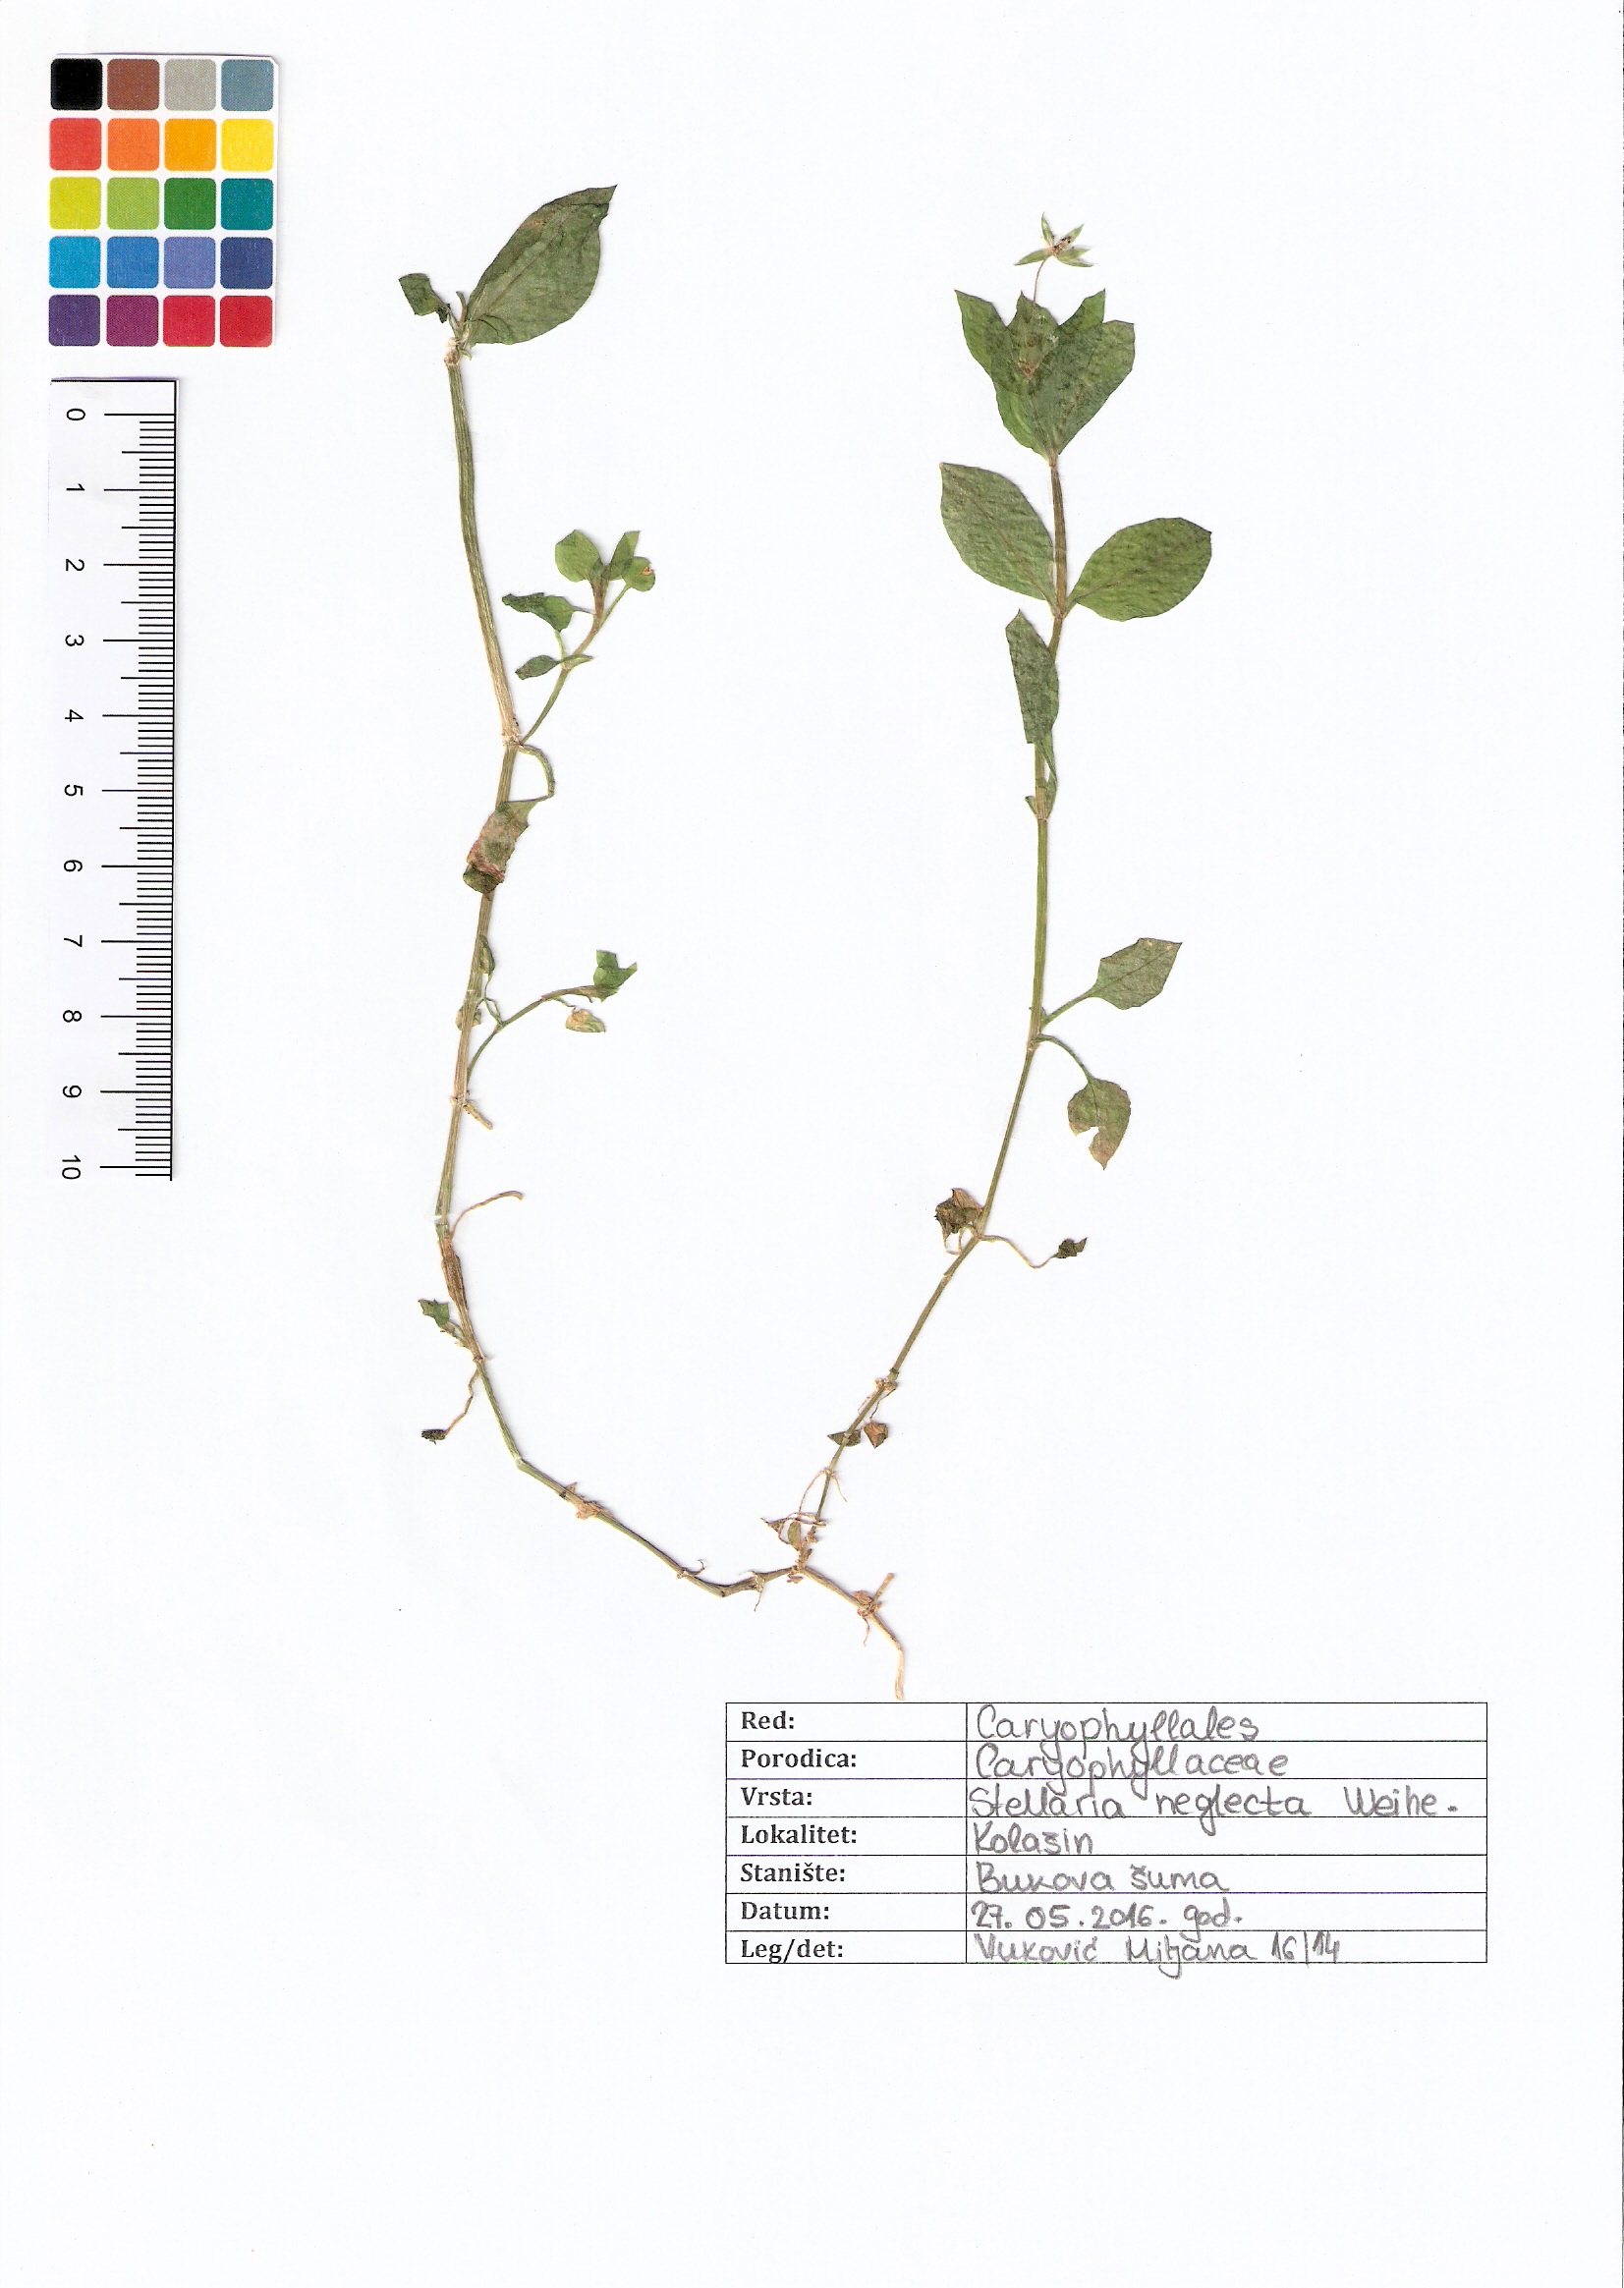 0
1
2
3
4
5
6
7
8
9
10
Red: Caryophyllales
Porodica: Caryophyllaceae
Vrsta: Stellaria neglecta Weihe.
Lokalitet: Kolašin
Stanište: Bukova šuma
Datum: 27. 05. 2016. god.
Leg/det: Vuković Mitjana 16/14